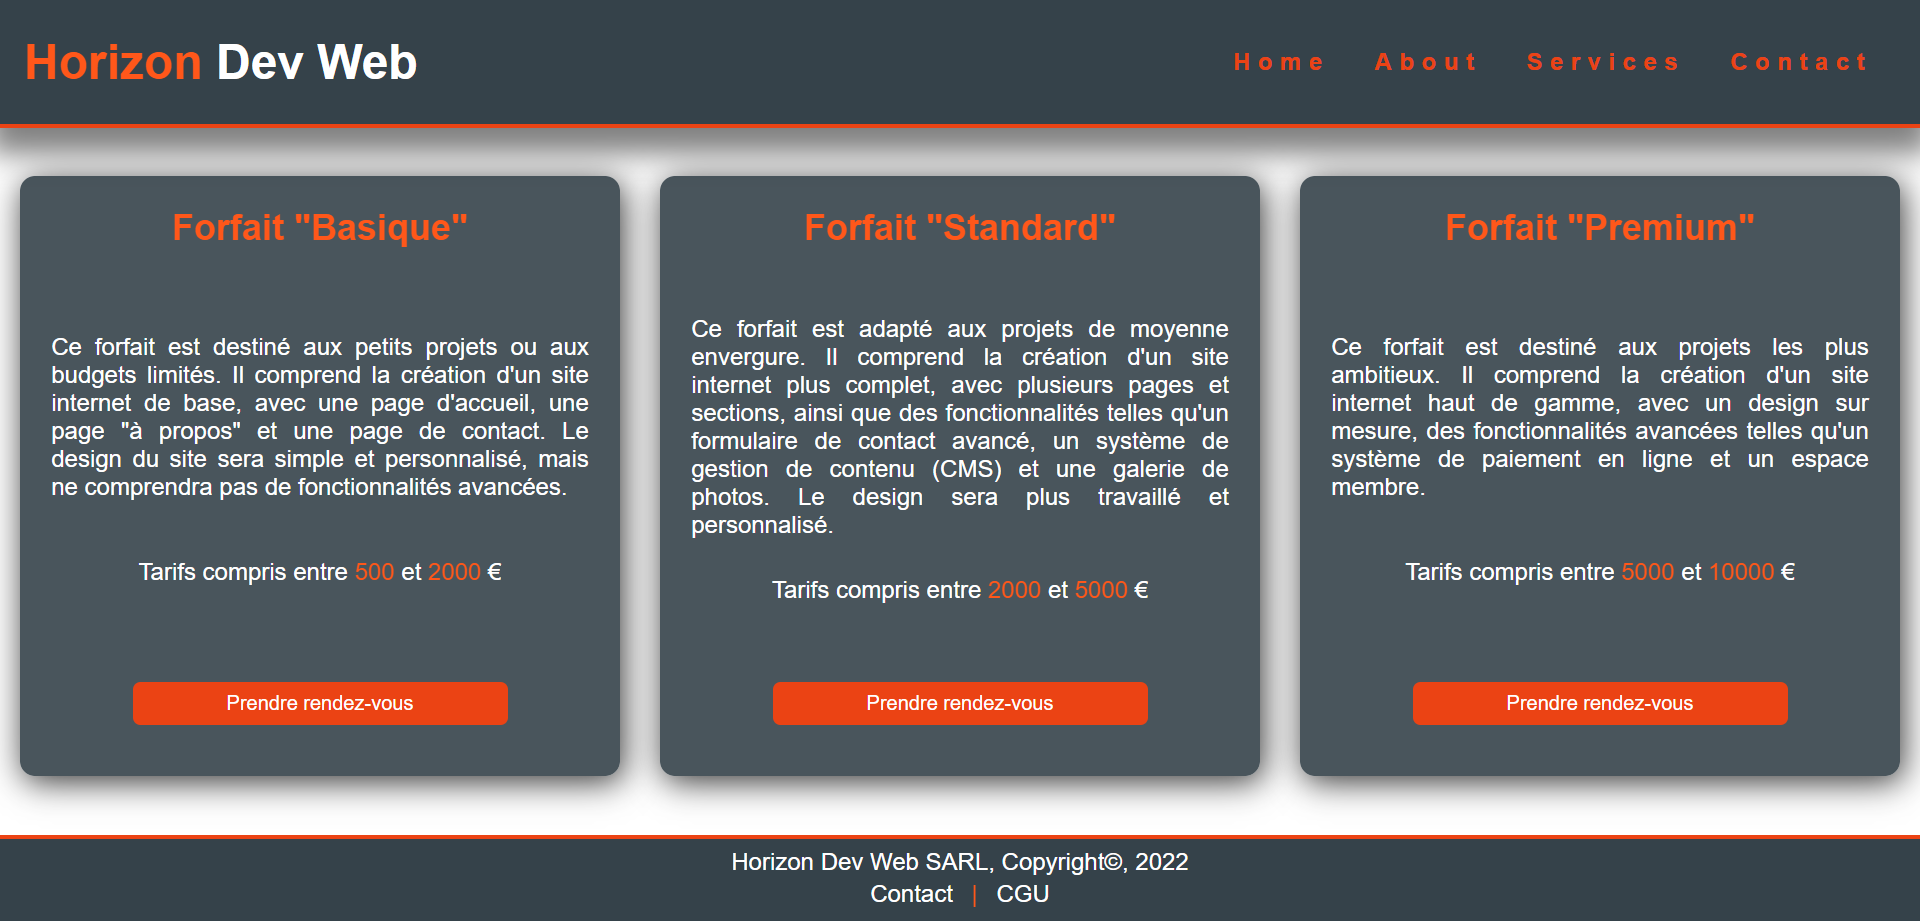 Horizon Dev Web
Home About Services Contact
Forfait "Basique"
Ce forfait est destiné aux petits projets ou aux
budgets limités. Il comprend la création d'un site
internet de base, avec une page d'accueil, une
page "à propos" et une page de contact. Le
design du site sera simple et personnalisé, mais
ne comprendra pas de fonctionnalités avancées.
Tarifs compris entre 500 et 2000 €
Prendre rendez-vous
Forfait "Standard"
Ce forfait est adapté aux projets de moyenne
envergure. Il comprend la création d'un site
internet plus complet, avec plusieurs pages et
sections, ainsi que des fonctionnalités telles qu'un
formulaire de contact avancé, un système de
gestion de contenu (CMS) et une galerie de
photos. Le design sera plus travaillé et
personnalisé.
Tarifs compris entre 2000 et 5000 €
Prendre rendez-vous
Forfait "Premium"
Ce forfait est destiné aux projets les plus
ambitieux. Il comprend la création d'un site
internet haut de gamme, avec un design sur
mesure, des fonctionnalités avancées telles qu'un
système de paiement en ligne et un espace
membre.
Tarifs compris entre 5000 et 10000 €
Prendre rendez-vous
Horizon Dev Web SARL, Copyright©, 2022
Contact | CGU